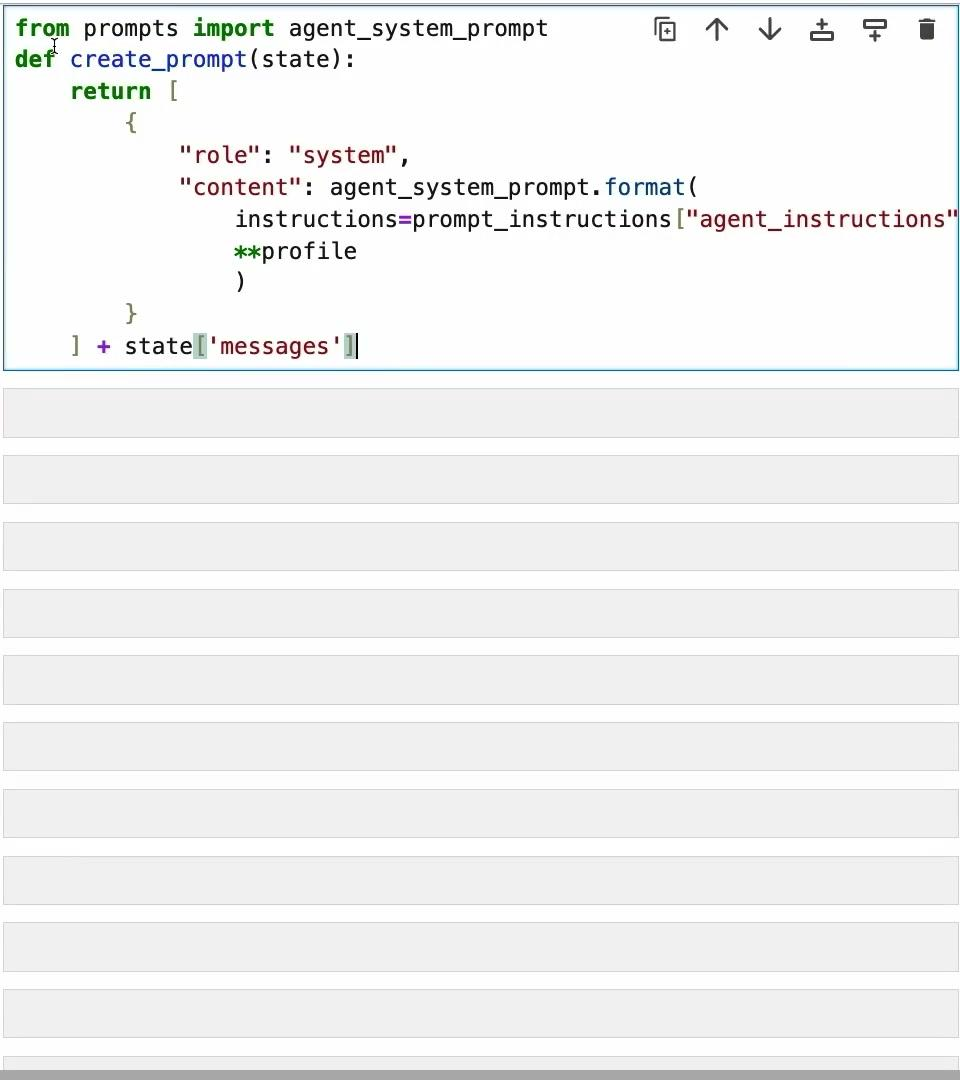 from prompts import agent_system_prompt
def create_prompt(state):
    return [
        {
            "role": "system",
            "content": agent_system_prompt.format(
                instructions=prompt_instructions["agent_instructions"
                **profile
                )
        }
    ] + state['messages']